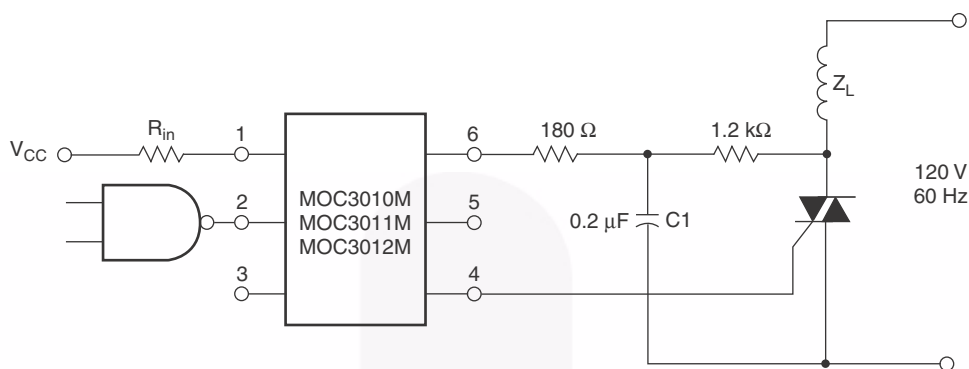 Z_L
V_CC
R_in
1
6
180 Ω
1.2 kΩ
120 V
60 Hz
2
MOC3010M
MOC3011M
MOC3012M
5
0.2 μF
C1
3
4